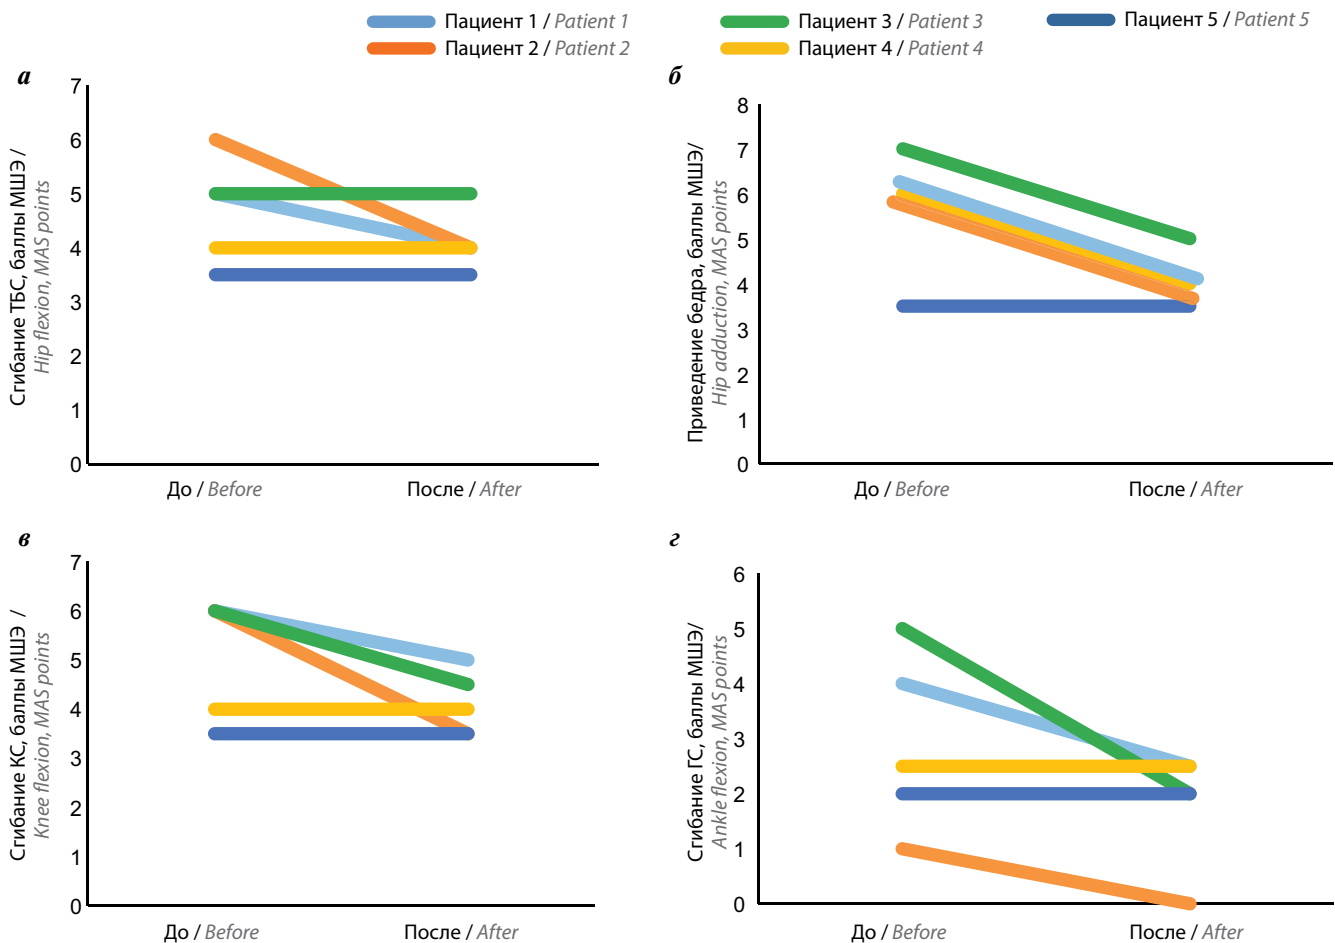 Пациент 1 / Patient 1
Пациент 2 / Patient 2
Пациент 3 / Patient 3
Пациент 4 / Patient 4
Пациент 5 / Patient 5
а
Сгибание ТБС, баллы МШЭ /
Hip flexion, MAS points
7
6
5
4
3
2
1
0
До / Before
После / After
б
Приведение бедра, баллы МШЭ/
Hip adduction, MAS points
8
7
6
5
4
3
2
1
0
До / Before
После / After
в
Сгибание КС, баллы МШЭ /
Knee flexion, MAS points
7
6
5
4
3
2
1
0
До / Before
После / After
г
Сгибание ГС, баллы МШЭ/
Ankle flexion, MAS points
6
5
4
3
2
1
0
До / Before
После / After